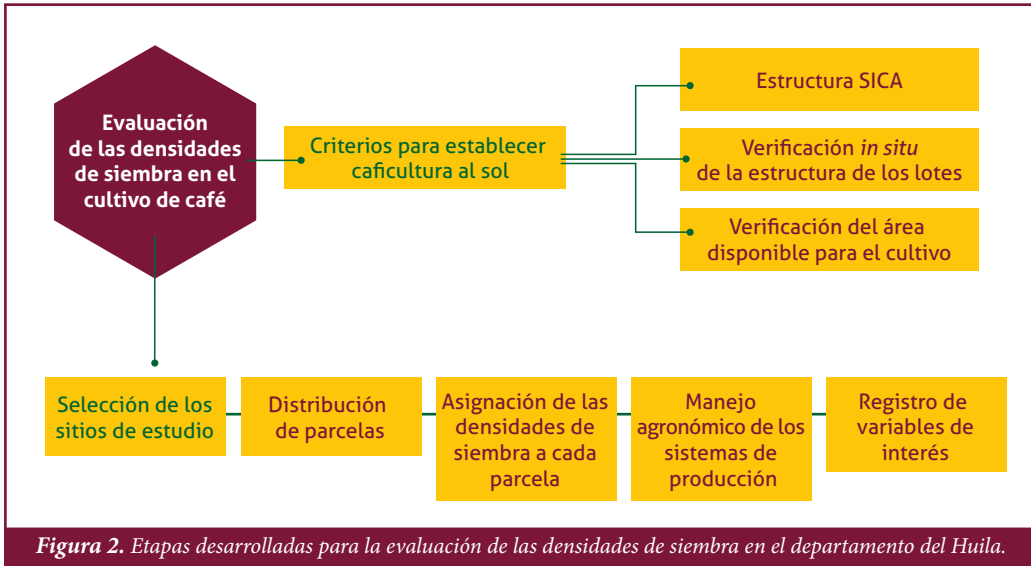 Evaluación
de las densidades
de siembra en el
cultivo de café
Criterios para establecer
caficultura al sol
Estructura SICA
Verificación in situ
de la estructura de los lotes
Verificación del área
disponible para el cultivo
Selección de los
sitios de estudio
Distribución
de parcelas
Asignación de las
densidades de
siembra a cada
parcela
Manejo
agronómico de los
sistemas de
producción
Registro de
variables de
interés
Figura 2. Etapas desarrolladas para la evaluación de las densidades de siembra en el departamento del Huila.